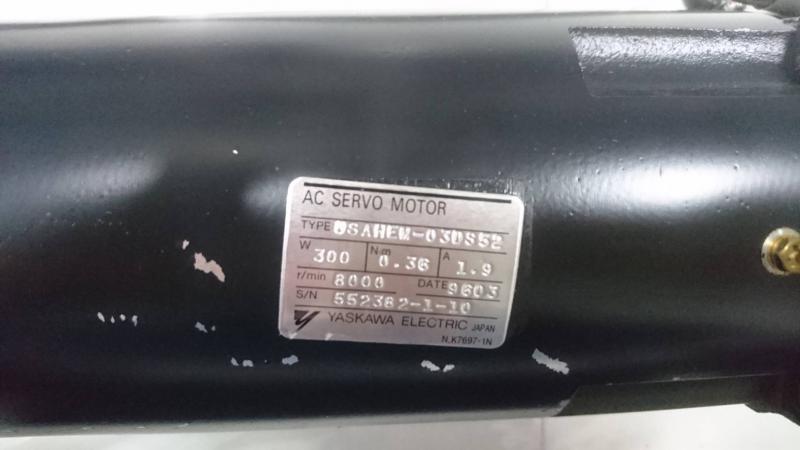 AC SERVO MOTOR
TYPE USAHEM-03DS52
W 300 N·m 0.36 A 1.9
r/min 8000 DATE 9603
S/N 552382-1-10
YASKAWA ELECTRIC JAPAN
N.K7697-1N